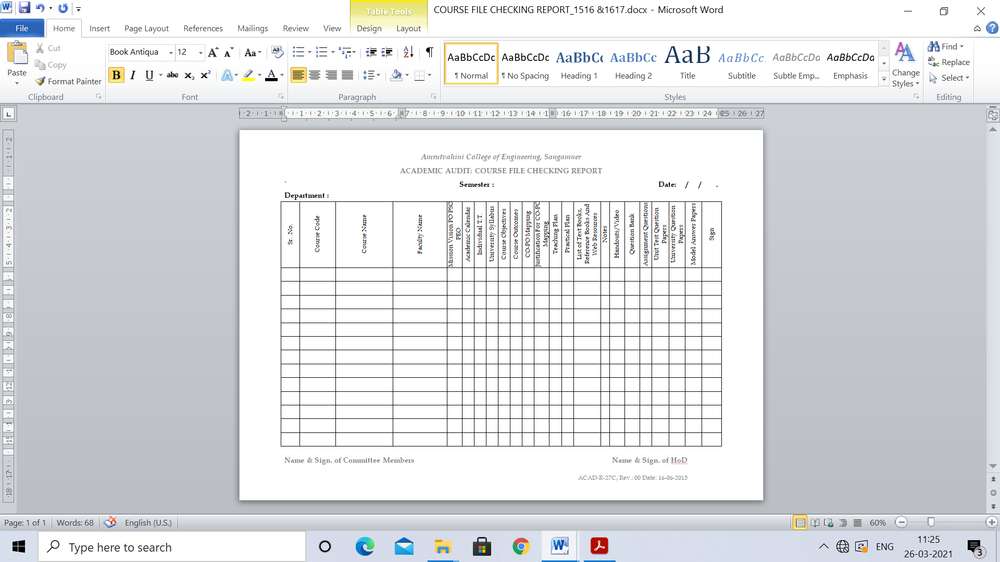 COURSE FILE CHECKING REPORT_1516 &1617.docx - Microsoft Word
Table Tools
File Home Insert Page Layout References Mailings Review View Design Layout
Paste
Cut
Copy
Format Painter
Clipboard
Book Antiqua 12
Font
Paragraph
AaBbCcDc AaBbCcDc AaBbC AaBbCc AaB AaBbCc. AaBbCcDa AaBbCcDa
¶ Normal ¶ No Spacing Heading 1 Heading 2 Title Subtitle Subtle Emp... Emphasis
Change Styles
Styles
Find
Replace
Select
Editing
Amrutvahini College of Engineering, Sangamner
ACADEMIC AUDIT: COURSE FILE CHECKING REPORT
` Semester : Date: / / .
Department :
Sr. .No.
Course Code
Course Name
Faculty Name
Mission Vision PO PSO
PEO
Academic Calendar
Individual T.T.
University Syllabus
Course Objectives
Course Outcomes
CO-PO Mapping
Justification For CO-PO
Mapping
Teaching Plan
Practical Plan
List of Text Books,
Reference Books And
Web Resources
Notes
Handouts/Video
Question Bank
Assignment Questions
Unit Test Question
Papers
University Question
Papers
Model Answer Papers
Sign
Name & Sign. of Committee Members Name & Sign. of HoD
ACAD-R-27C, Rev.: 00 Date: 16-06-2015
Page: 1 of 1 Words: 68 English (U.S.) 60%
Type here to search
ENG
11:25
26-03-2021
3